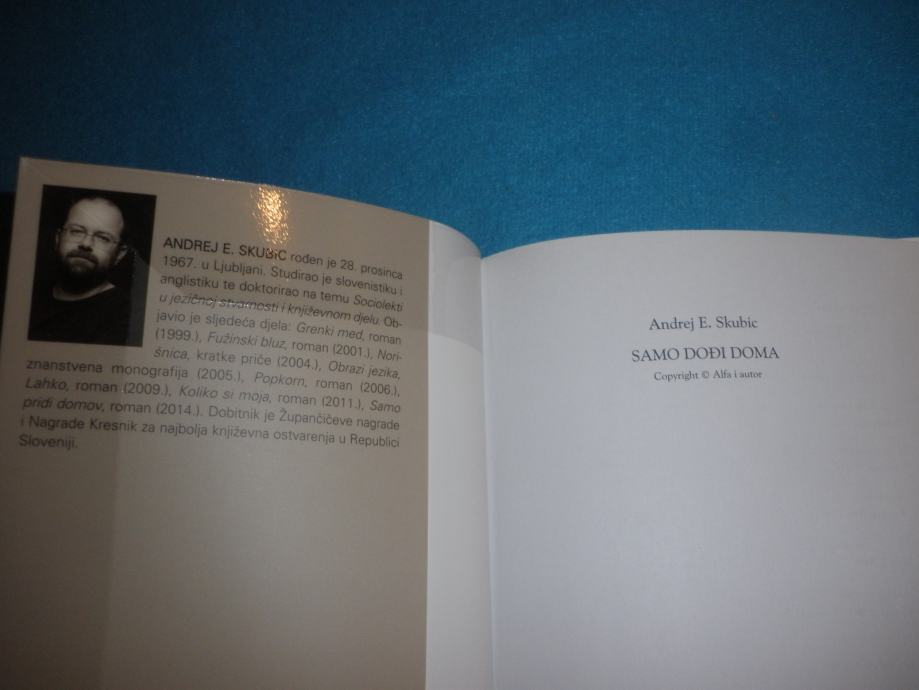 ANDREJ E. SKUBIC rođen je 28. prosinca
1967. u Ljubljani. Studirao je slovenistiku i
anglistiku te doktorirao na temu Sociolekti
u jezičnoj stvarnosti i književnom djelu. Ob-
javio je sljedeća djela: Grenki med, roman
(1999.), Fužinski bluz, roman (2001.), Nori-
šnica, kratke priče (2004.), Obrazi jezika,
znanstvena monografija (2005.), Popkorn, roman (2006.),
Lahko, roman (2009.), Koliko si moja, roman (2011.), Samo
pridi domov, roman (2014.). Dobitnik je Župančičeve nagrade
i Nagrade Kresnik za najbolja književna ostvarenja u Republici
Sloveniji.
Andrej E. Skubic
SAMO DOĐI DOMA
Copyright © Alfa i autor